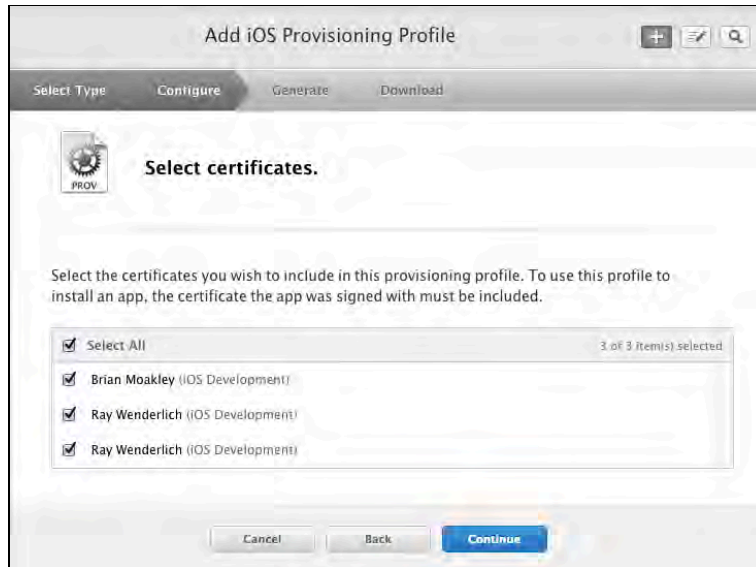 Add iOS Provisioning Profile
Select Type Configure Generate Download
PROV
Select certificates.
Select the certificates you wish to include in this provisioning profile. To use this profile to
install an app, the certificate the app was signed with must be included.
Select All 3 of 3 item(s) selected
Brian Moakley (iOS Development)
Ray Wenderlich (iOS Development)
Ray Wenderlich (iOS Development)
Cancel Back Continue